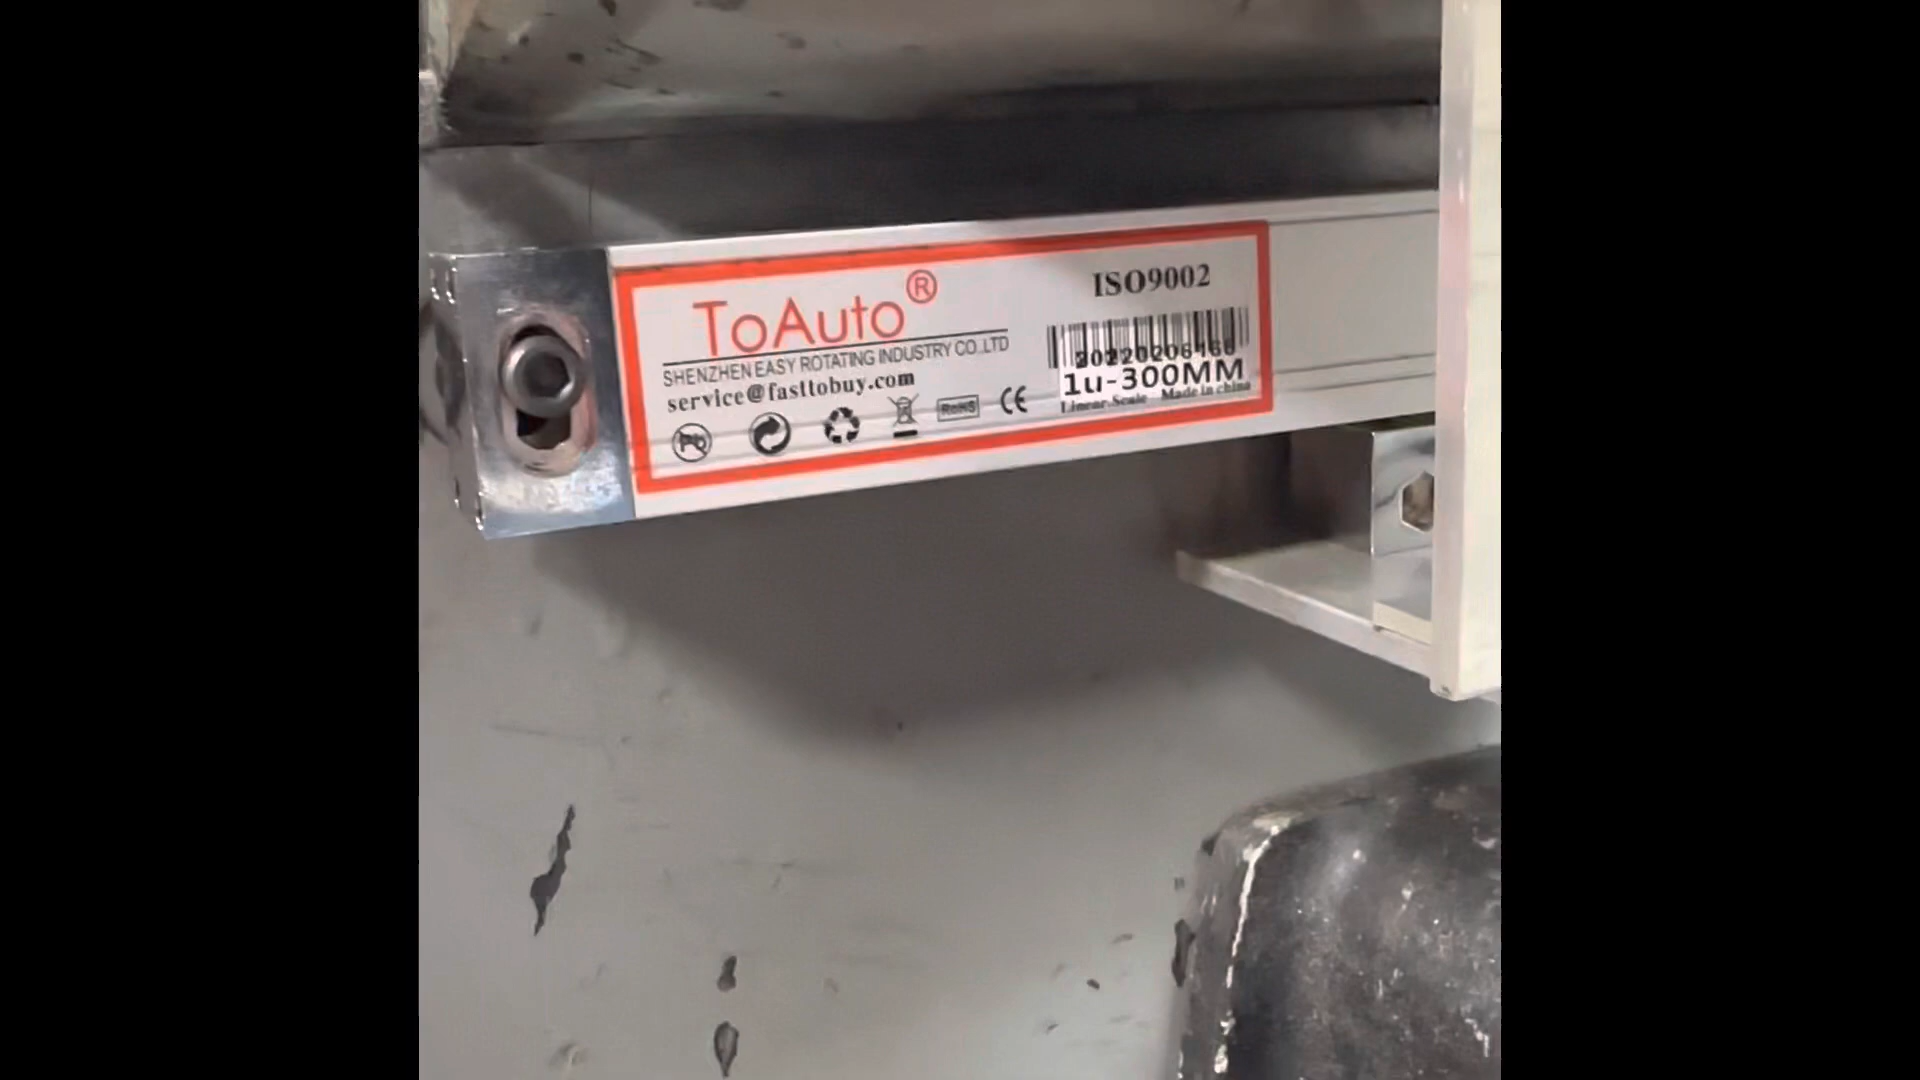 ToAuto®
SHENZHEN EASY ROTATING INDUSTRY CO.,LTD
service@fasttobuy.com
RoHS
CE
ISO9002
1u-300MM
Linear Scale Made in china